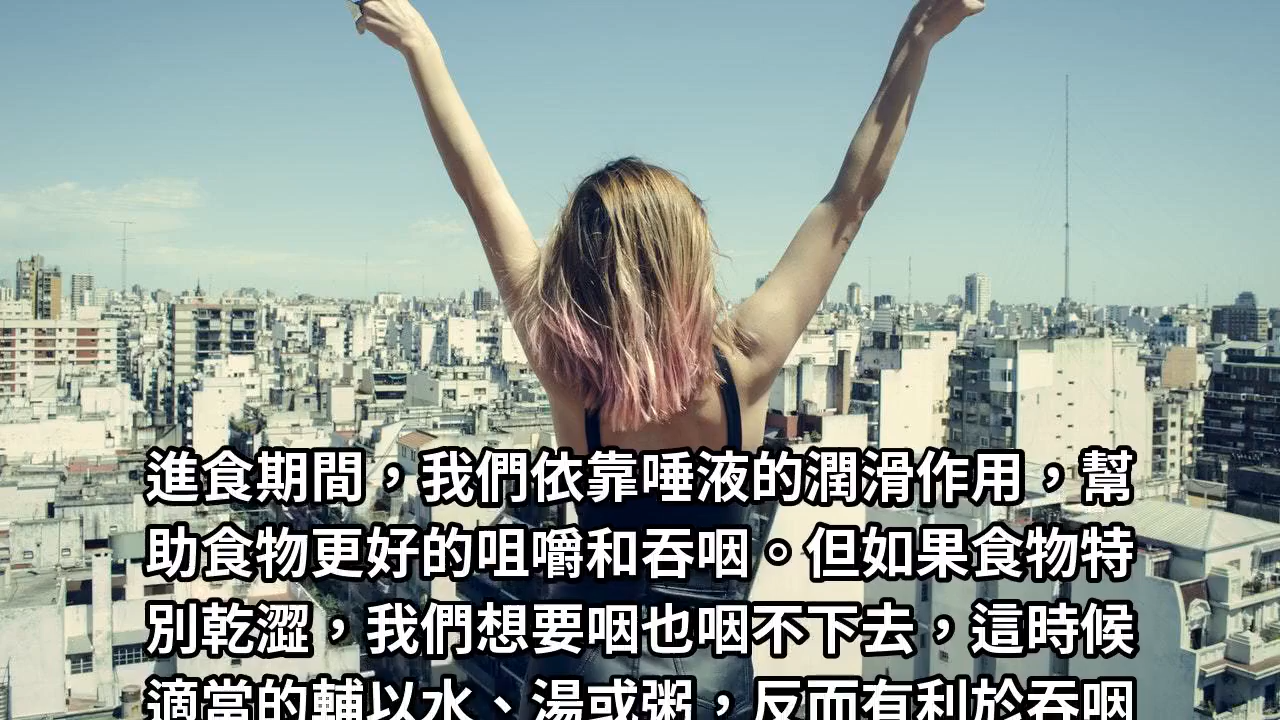 進食期間，我們依靠唾液的潤滑作用，幫
助食物更好的咀嚼和吞咽。但如果食物特
別乾澀，我們想要咽也咽不下去，這時候
適當的輔以水、湯或粥，反而有利於吞咽